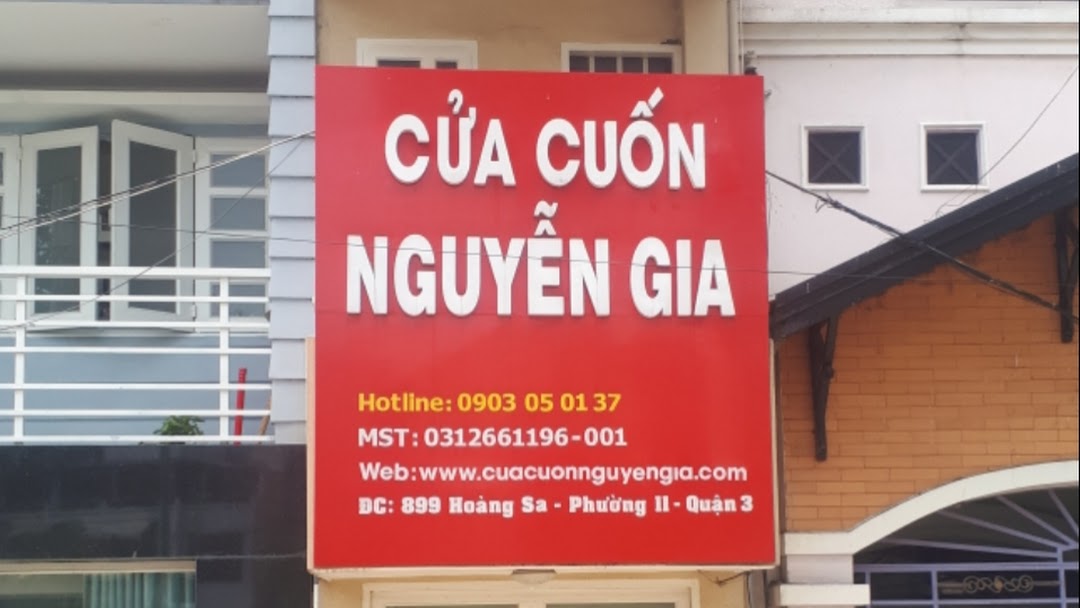 CỬA CUỐN
NGUYỄN GIA
Hotline: 0903 05 01 37
MST: 0312661196-001
Web: www.cuacuonnguyengia.com
ĐC: 899 Hoàng Sa - Phường 11 - Quận 3